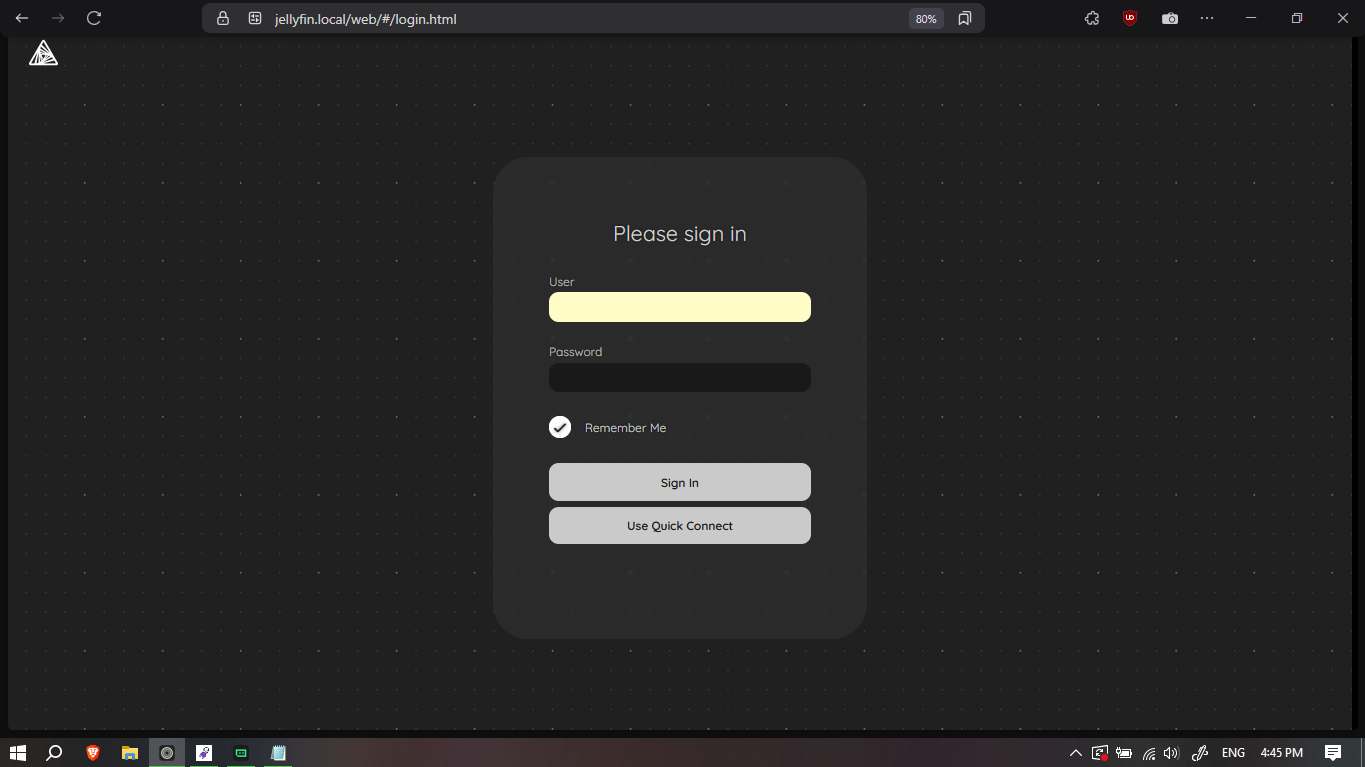 jellyfin.local/web/#/login.html
80%
UD
Please sign in
User
Password
Remember Me
Sign In
Use Quick Connect
ENG
4:45 PM